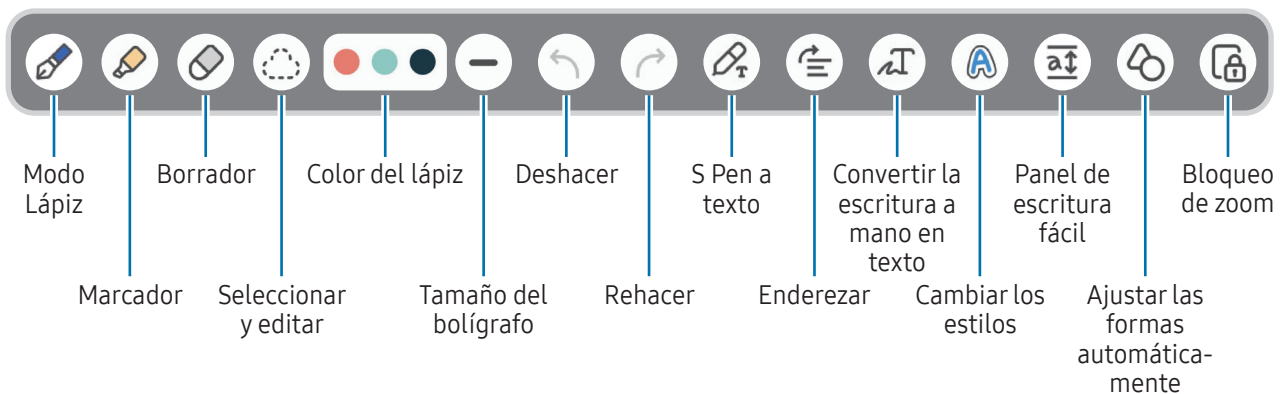 Modo
Lápiz
Borrador
Color del lápiz
Deshacer
S Pen a
texto
Convertir la
escritura a
mano en
texto
Panel de
escritura
fácil
Bloqueo
de zoom
Marcador
Seleccionar
y editar
Tamaño del
bolígrafo
Rehacer
Enderezar
Cambiar los
estilos
Ajustar las
formas
automática-
mente